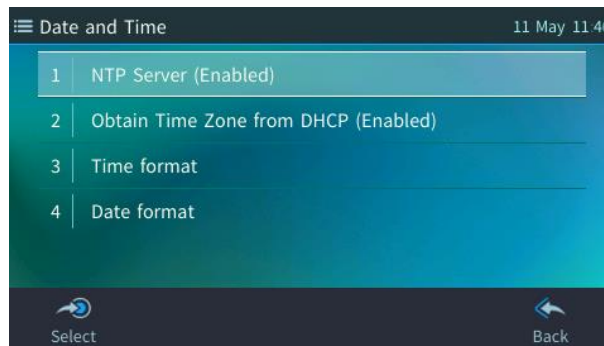 Date and Time 11 May 11:46
1 NTP Server (Enabled)
2 Obtain Time Zone from DHCP (Enabled)
3 Time format
4 Date format
Select Back